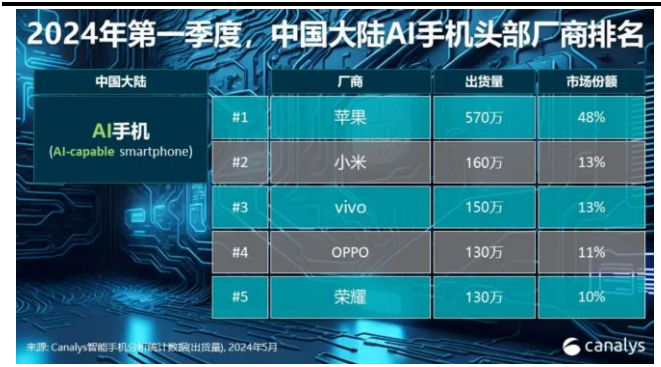 2024年第一季度，中国大陆AI手机头部厂商排名
中国大陆
AI手机
(AI-capable smartphone)
厂商 出货量 市场份额
#1 苹果 570万 48%
#2 小米 160万 13%
#3 vivo 150万 13%
#4 OPPO 130万 11%
#5 荣耀 130万 10%
来源: Canalys智能手机分析统计数据(出货量), 2024年5月
canalys